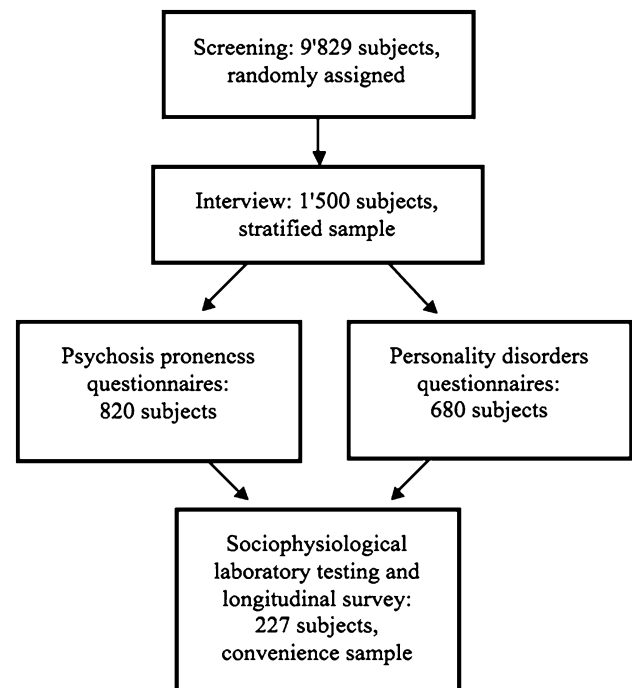 Screening: 9'829 subjects,
randomly assigned
Interview: 1'500 subjects,
stratified sample
Psychosis proneness
questionnaires:
820 subjects
Personality disorders
questionnaires:
680 subjects
Sociophysiological
laboratory testing and
longitudinal survey:
227 subjects,
convenience sample